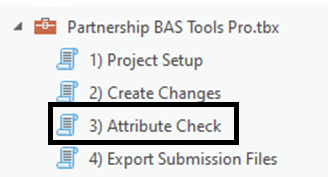 Partnership BAS Tools Pro.tbx
1) Project Setup
2) Create Changes
3) Attribute Check
4) Export Submission Files